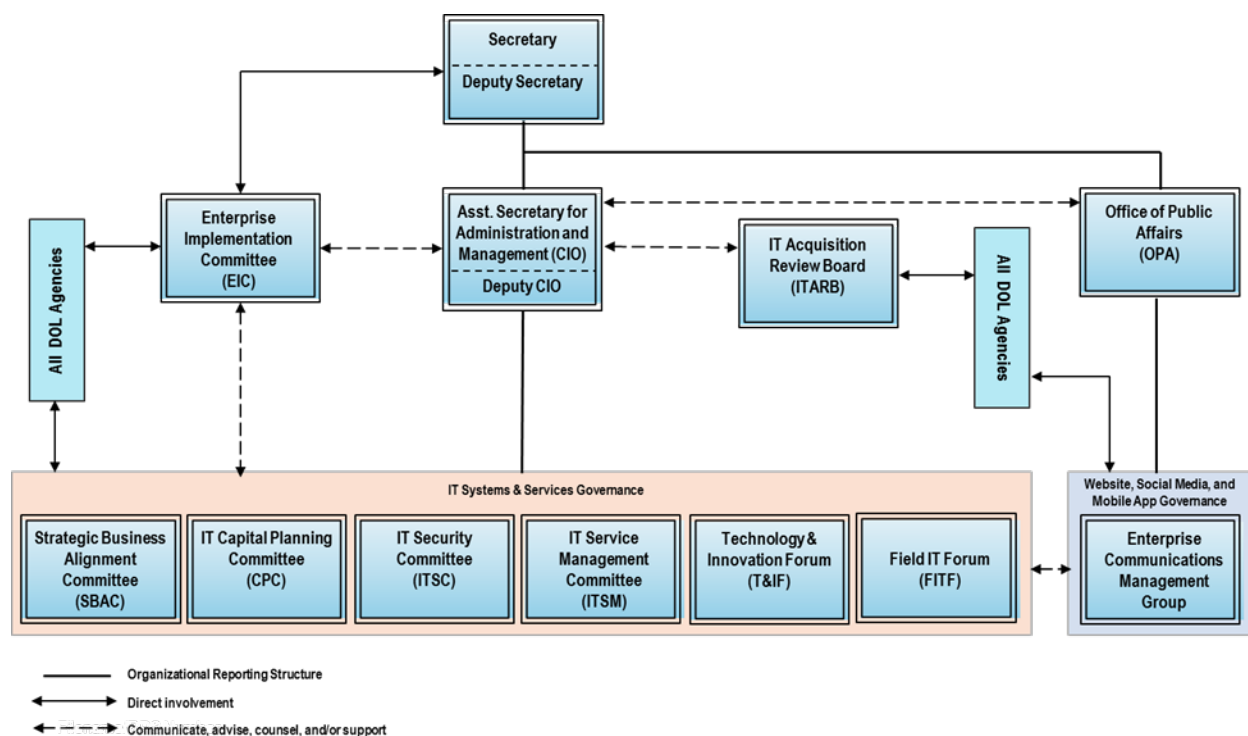 Secretary
Deputy Secretary
Enterprise
Implementation
Committee
(EIC)
Asst. Secretary for
Administration and
Management (CIO)
Deputy CIO
IT Acquisition
Review Board
(ITARB)
Office of Public
Affairs
(OPA)
All DOL Agencies
All DOL Agencies
IT Systems & Services Governance
Strategic Business
Alignment
Committee
(SBAC)
IT Capital Planning
Committee
(CPC)
IT Security
Committee
(ITSC)
IT Service
Management
Committee
(ITSM)
Technology &
Innovation Forum
(T&IF)
Field IT Forum
(FITF)
Website, Social Media, and
Mobile App Governance
Enterprise
Communications
Management
Group
Organizational Reporting Structure
Direct involvement
Communicate, advise, counsel, and/or support